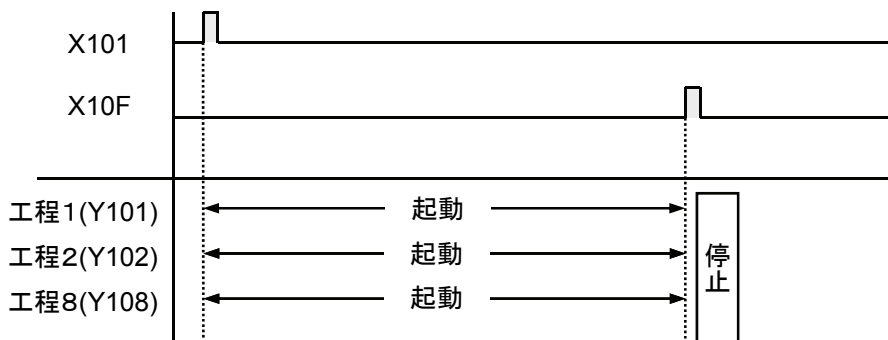 X101
X10F
工程1(Y101) 起動
工程2(Y102) 起動
工程8(Y108) 起動
停止